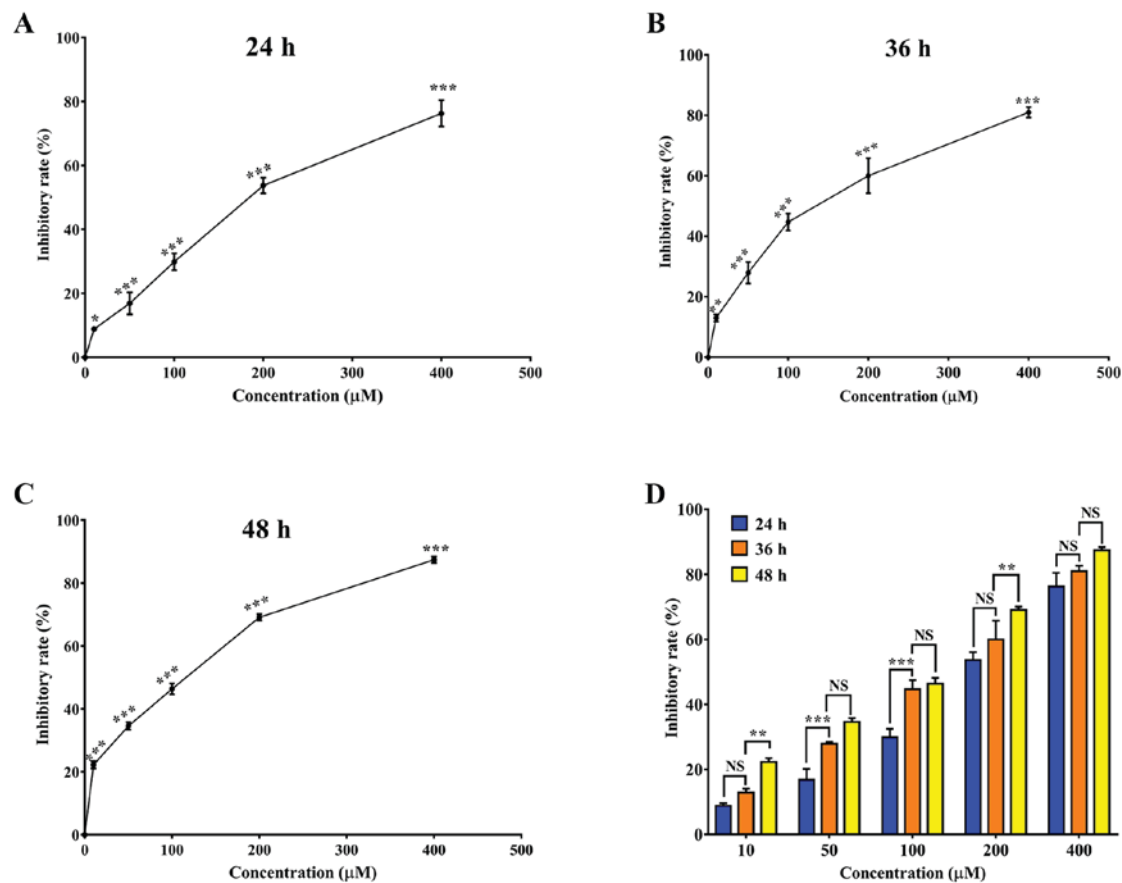 A
24 h
Inhibitory rate (%)
100
80
60
40
20
0
*
***
***
***
***
0 100 200 300 400 500
Concentration (μM)
B
36 h
Inhibitory rate (%)
100
80
60
40
20
0
**
***
***
***
***
0 100 200 300 400 500
Concentration (μM)
C
48 h
Inhibitory rate (%)
100
80
60
40
20
0
***
***
***
***
***
0 100 200 300 400 500
Concentration (μM)
D
24 h
36 h
48 h
Inhibitory rate (%)
100
80
60
40
20
0
NS **
*** NS
*** NS
NS **
NS NS
10 50 100 200 400
Concentration (μM)